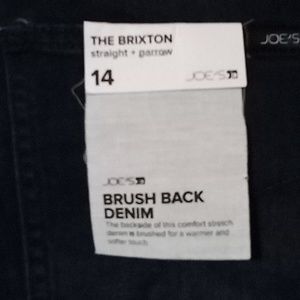 THE BRIXTON
straight + narrow
14
JOE'S
JOE'S
JOE'S
BRUSH BACK
DENIM
The backside of this comfort stretch
denim is brushed for a warmer and
softer touch